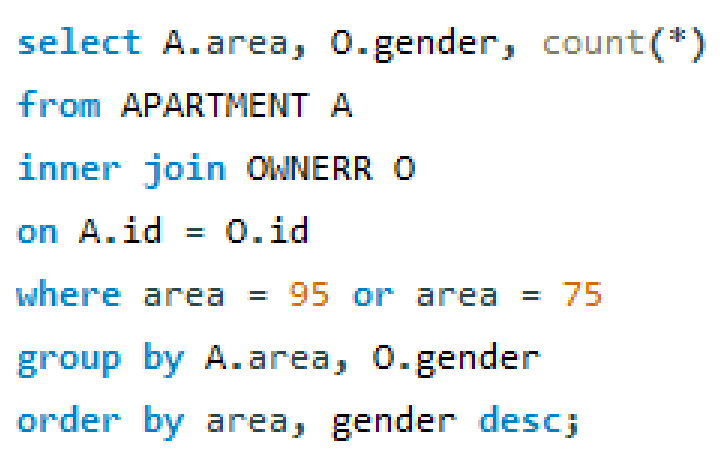 select A.area, O.gender, count(*)
from APARTMENT A
inner join OWNERR O
on A.id = O.id
where area = 95 or area = 75
group by A.area, O.gender
order by area, gender desc;